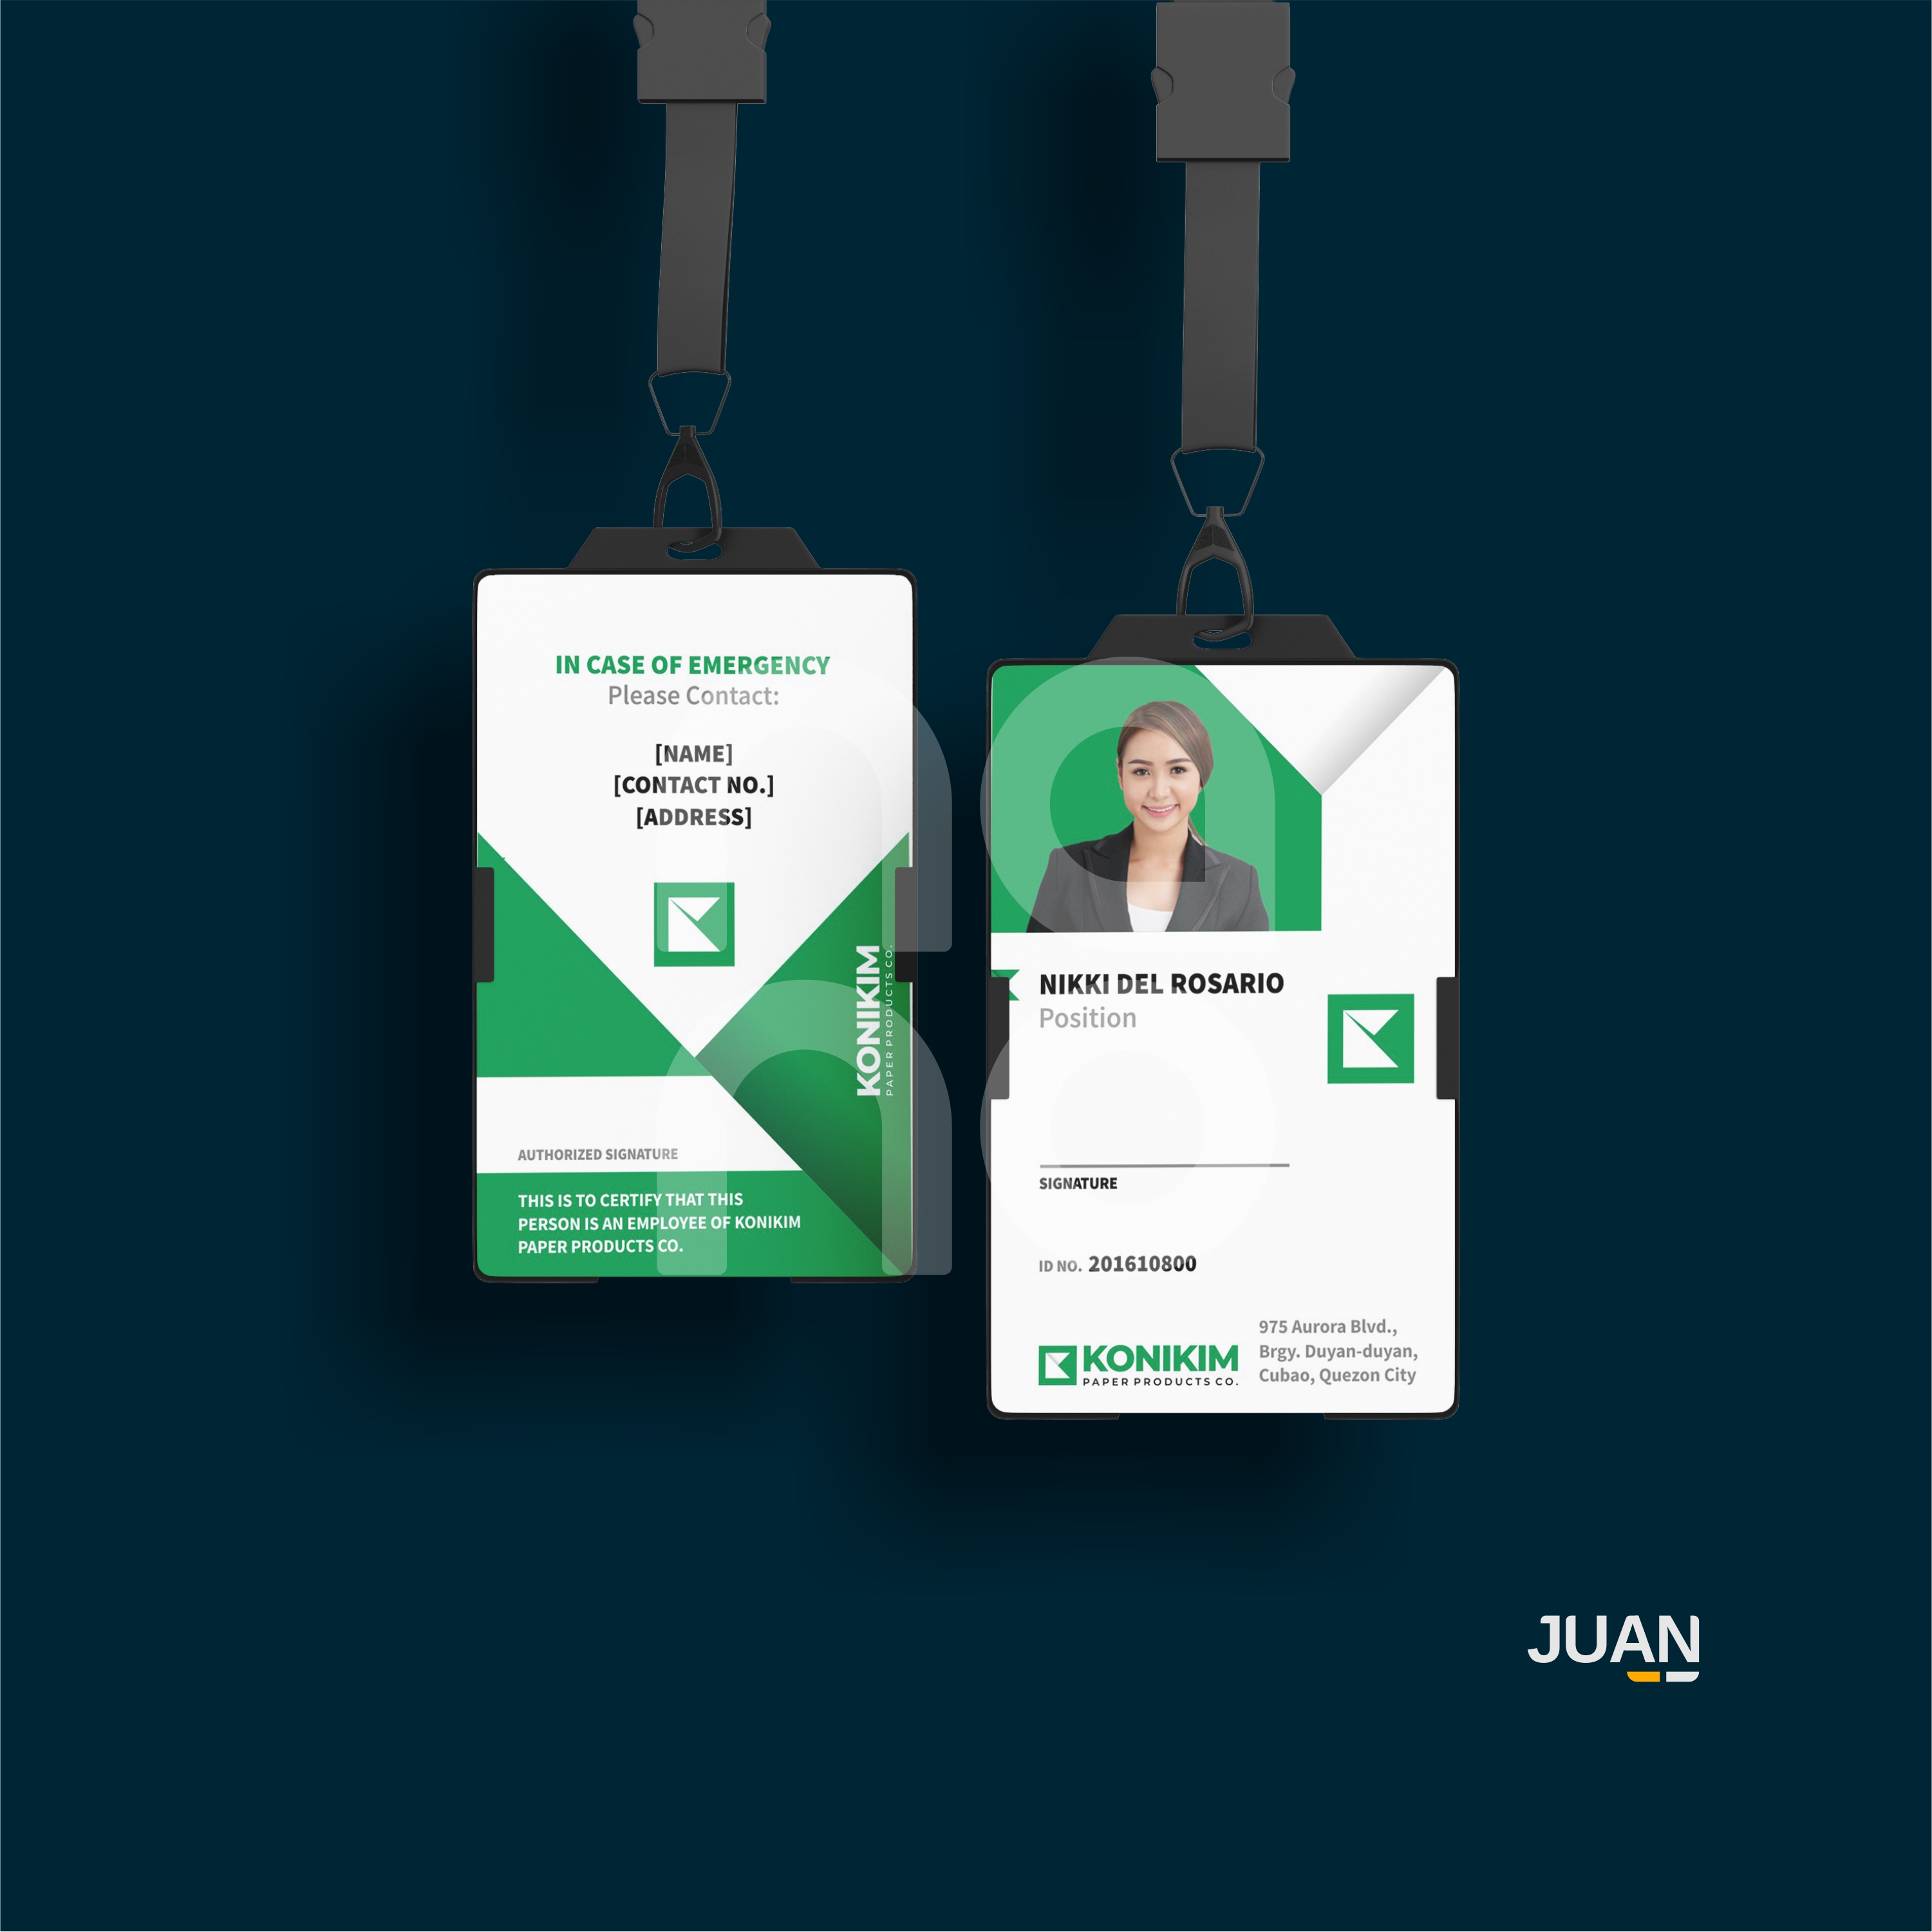 IN CASE OF EMERGENCY
Please Contact:
[NAME]
[CONTACT NO.]
[ADDRESS]
KONIKIM
PAPER PRODUCTS CO.
AUTHORIZED SIGNATURE
THIS IS TO CERTIFY THAT THIS
PERSON IS AN EMPLOYEE OF KONIKIM
PAPER PRODUCTS CO.
NIKKI DEL ROSARIO
Position
SIGNATURE
ID NO. 201610800
KONIKIM
PAPER PRODUCTS CO.
975 Aurora Blvd.,
Brgy. Duyan-duyan,
Cubao, Quezon City
JUAN